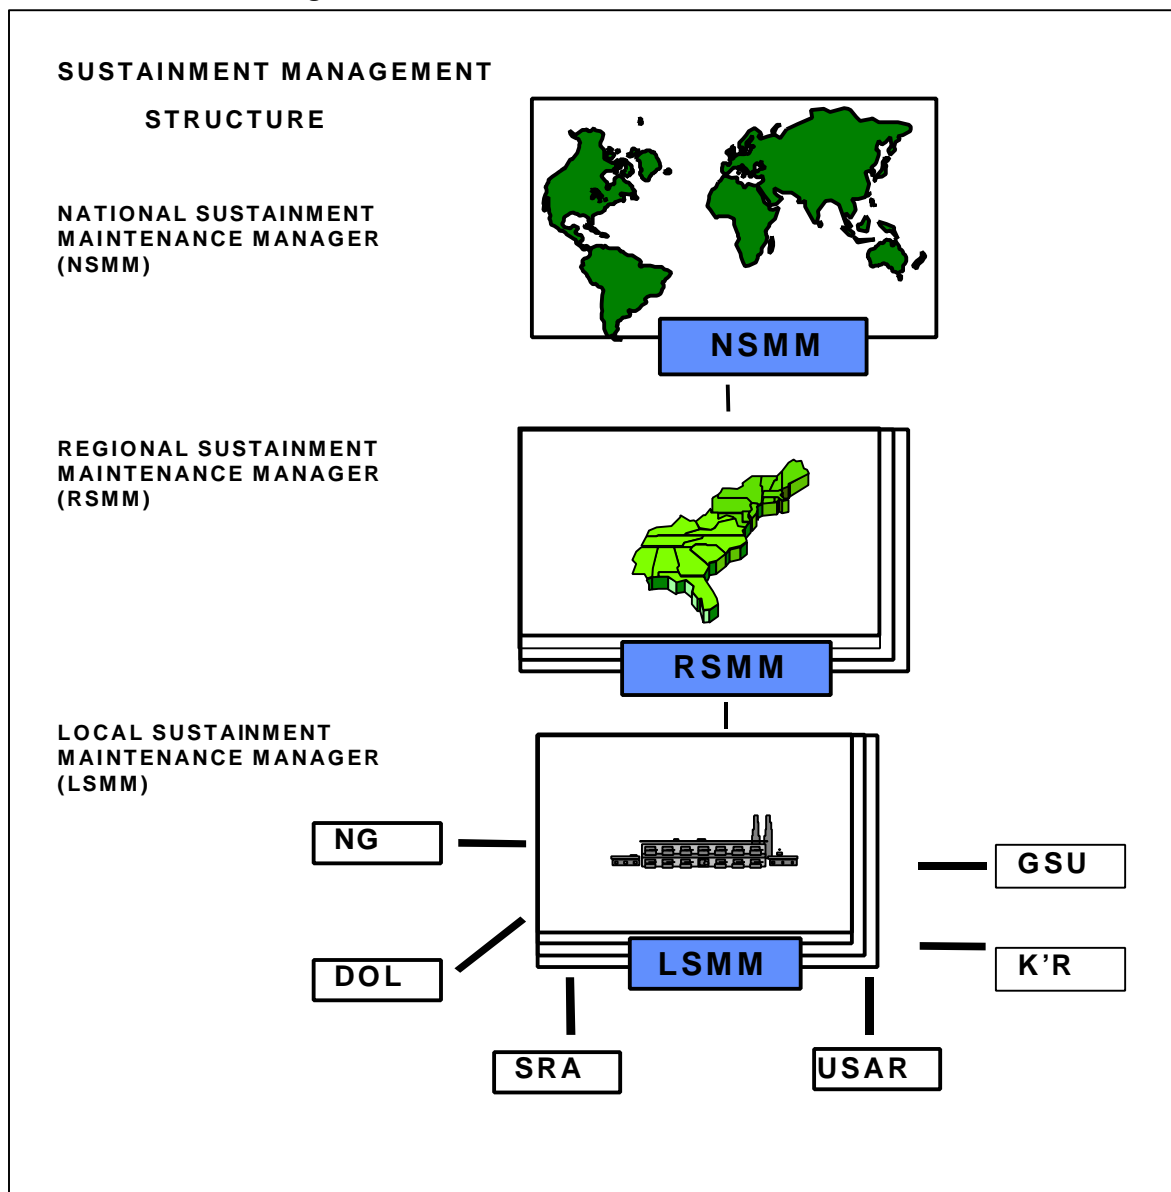 SUSTAINMENT MANAGEMENT
STRUCTURE
NATIONAL SUSTAINMENT
MAINTENANCE MANAGER
(NSMM)
NSMM
REGIONAL SUSTAINMENT
MAINTENANCE MANAGER
(RSMM)
RSMM
LOCAL SUSTAINMENT
MAINTENANCE MANAGER
(LSMM)
NG
GSU
DOL
LSMM
K'R
SRA
USAR